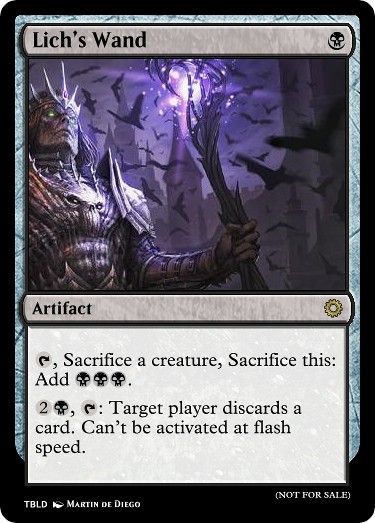 Lich's Wand
Artifact
, Sacrifice a creature, Sacrifice this:
Add .
2 , : Target player discards a
card. Can't be activated at flash
speed.
TBLD Martin de Diego
(NOT FOR SALE)